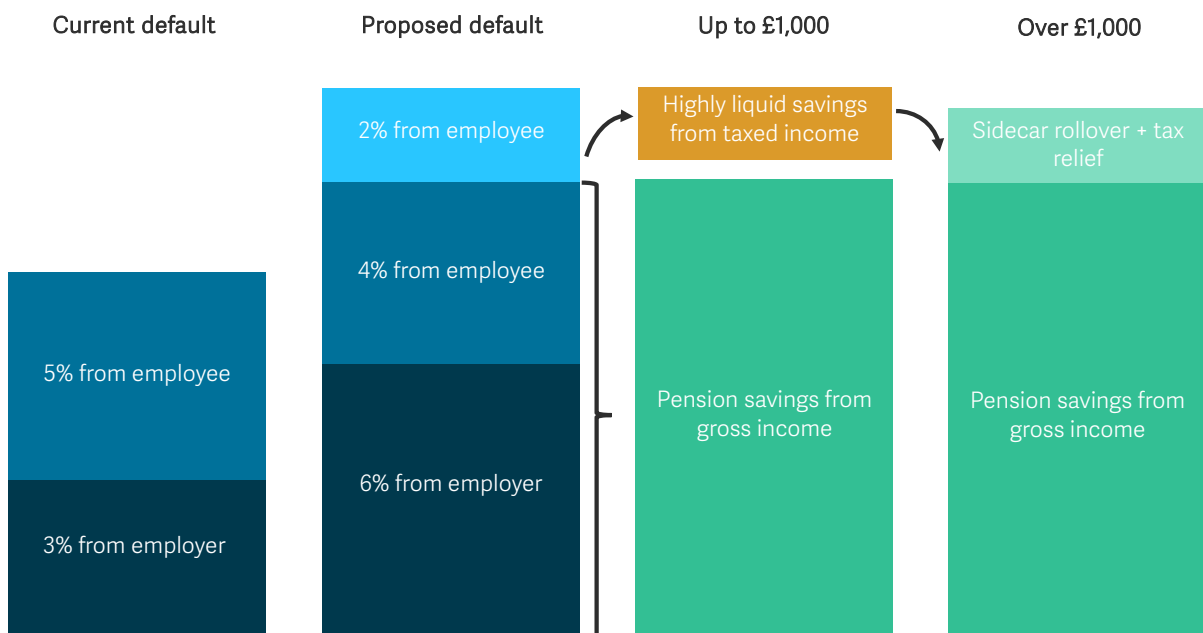 Current default
Proposed default
Up to £1,000
Over £1,000
5% from employee
3% from employer
2% from employee
4% from employee
6% from employer
Highly liquid savings
from taxed income
Pension savings from
gross income
Sidecar rollover + tax
relief
Pension savings from
gross income